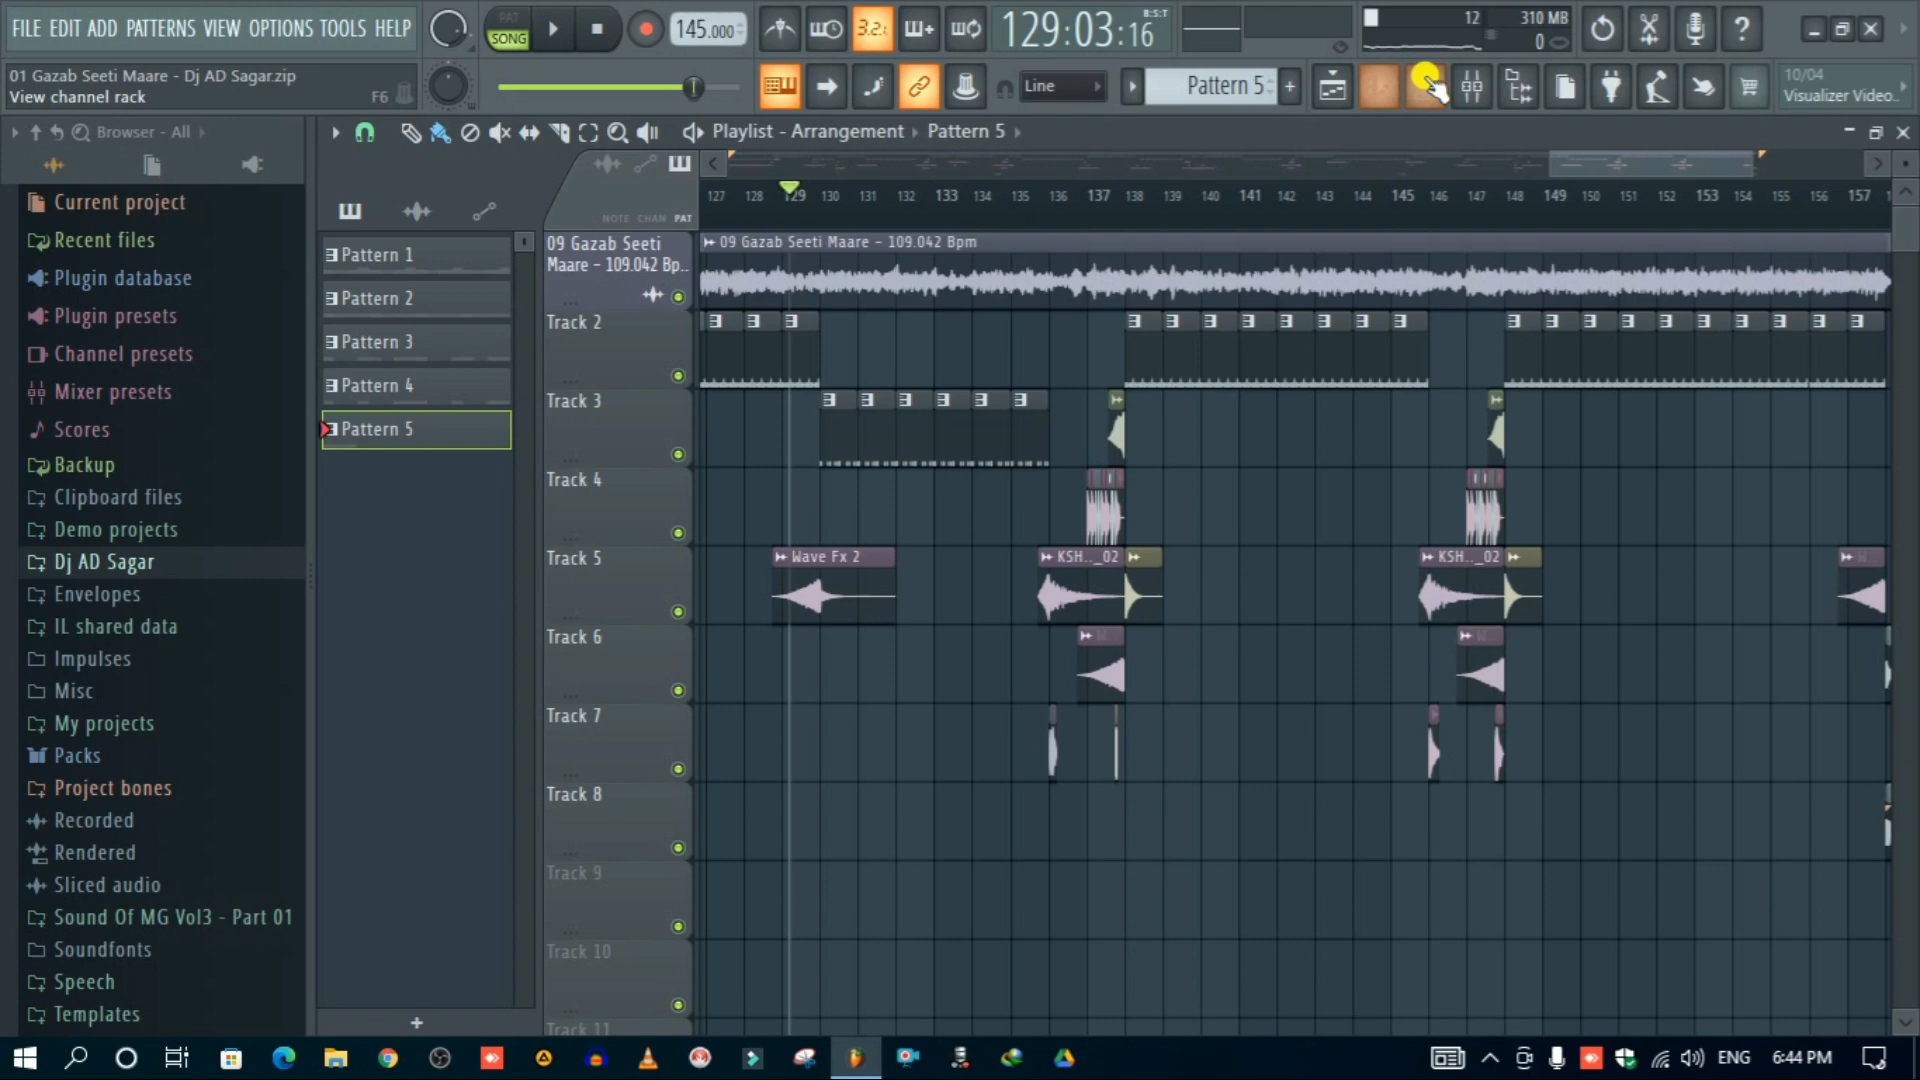 FILE EDIT ADD PATTERNS VIEW OPTIONS TOOLS HELP
PAT
SONG
145.000
3.2.
129:03:16
B:S:T
12
310 MB
0
01 Gazab Seeti Maare - Dj AD Sagar.zip
View channel rack
F6
Line
Pattern 5
10/04
Visualizer Video..
Browser - All
Playlist - Arrangement
Pattern 5
Current project
Recent files
Plugin database
Plugin presets
Channel presets
Mixer presets
Scores
Backup
Clipboard files
Demo projects
Dj AD Sagar
Envelopes
IL shared data
Impulses
Misc
My projects
Packs
Project bones
Recorded
Rendered
Sliced audio
Sound Of MG Vol3 - Part 01
Soundfonts
Speech
Templates
Pattern 1
Pattern 2
Pattern 3
Pattern 4
Pattern 5
NOTE CHAN PAT
127 128 129 130 131 132 133 134 135 136 137 138 139 140 141 142 143 144 145 146 147 148 149 150 151 152 153 154 155 156 157
09 Gazab Seeti
Maare - 109.042 Bp..
09 Gazab Seeti Maare - 109.042 Bpm
Track 2
Track 3
Track 4
Track 5
Wave Fx 2
KSH.._02
KSH.._02
Track 6
Track 7
Track 8
Track 9
Track 10
Track 11
ENG
6:44 PM